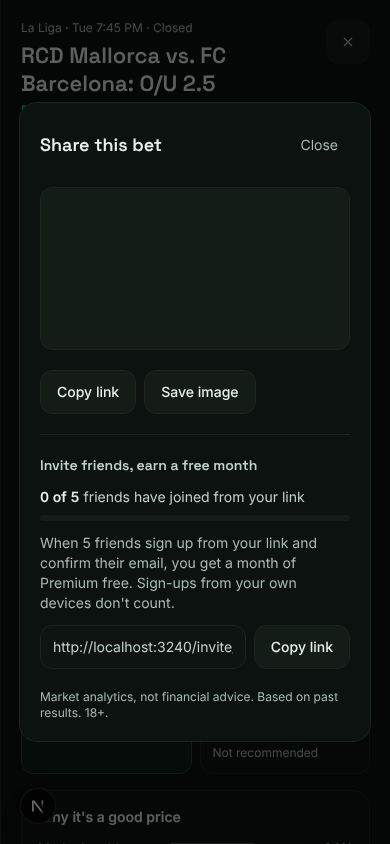 La Liga · Tue 7:45 PM · Closed
×
RCD Mallorca vs. FC
Barcelona: O/U 2.5
Share this bet
Close
Copy link
Save image
Invite friends, earn a free month
0 of 5 friends have joined from your link
When 5 friends sign up from your link and
confirm their email, you get a month of
Premium free. Sign-ups from your own
devices don't count.
http://localhost:3240/invite
Copy link
Market analytics, not financial advice. Based on past
results. 18+.
Not recommended
N
hy it's a good price